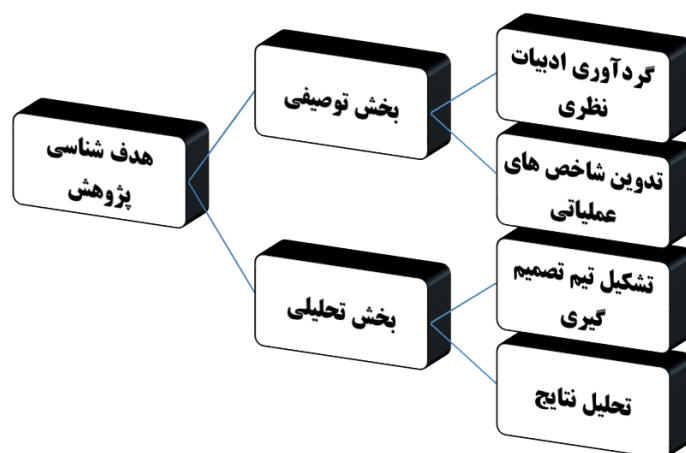 هدف شناسی
پژوهش
بخش توصیفی
گردآوری ادبیات
نظری
تدوین شاخص های
عملیاتی
بخش تحلیلی
تشکیل تیم تصمیم
گیری
تحلیل نتایج